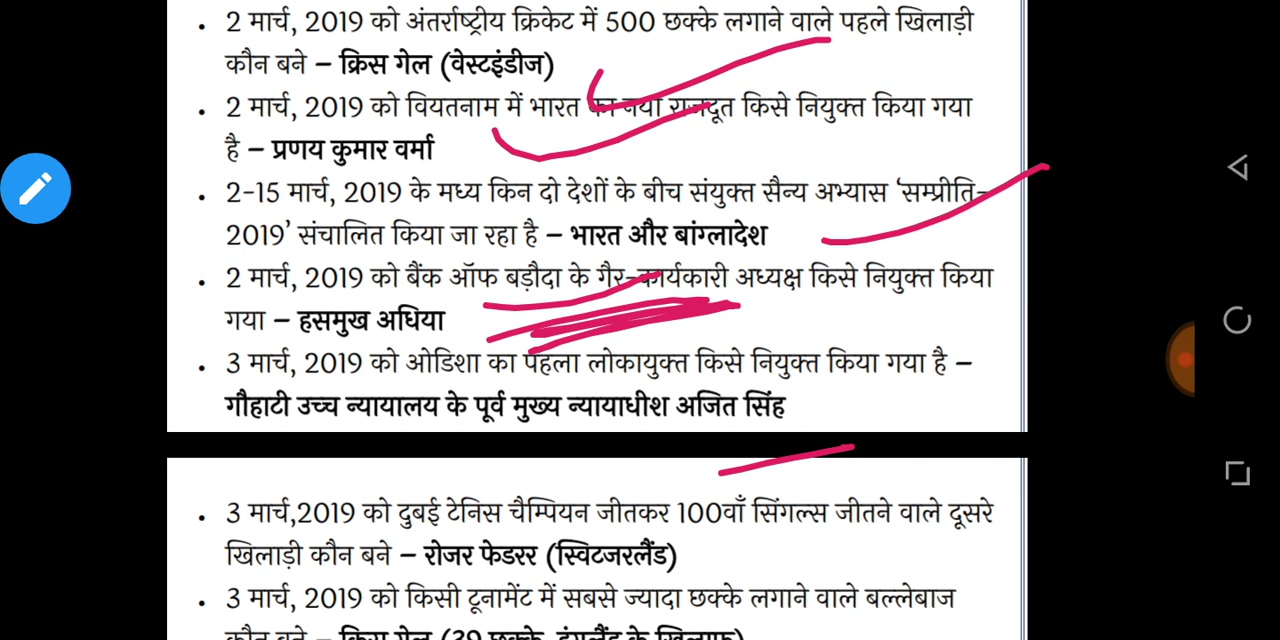 • 2 मार्च, 2019 को अंतर्राष्ट्रीय क्रिकेट में 500 छक्के लगाने वाले पहले खिलाड़ी
कौन बने – क्रिस गेल (वेस्टइंडीज)
• 2 मार्च, 2019 को वियतनाम में भारत का नया राजदूत किसे नियुक्त किया गया
है – प्रणय कुमार वर्मा
• 2-15 मार्च, 2019 के मध्य किन दो देशों के बीच संयुक्त सैन्य अभ्यास ‘सम्प्रीति-
2019’ संचालित किया जा रहा है – भारत और बांग्लादेश
• 2 मार्च, 2019 को बैंक ऑफ बड़ौदा के गैर-कार्यकारी अध्यक्ष किसे नियुक्त किया
गया – हसमुख अधिया
• 3 मार्च, 2019 को ओडिशा का पहला लोकायुक्त किसे नियुक्त किया गया है –
गौहाटी उच्च न्यायालय के पूर्व मुख्य न्यायाधीश अजित सिंह
• 3 मार्च,2019 को दुबई टेनिस चैम्पियन जीतकर 100वाँ सिंगल्स जीतने वाले दूसरे
खिलाड़ी कौन बने – रोजर फेडरर (स्विटजरलैंड)
• 3 मार्च, 2019 को किसी टूनामेंट में सबसे ज्यादा छक्के लगाने वाले बल्लेबाज
कौन बने – क्रिस गेल (39 छक्के, इंग्लैंड के खिलाफ)